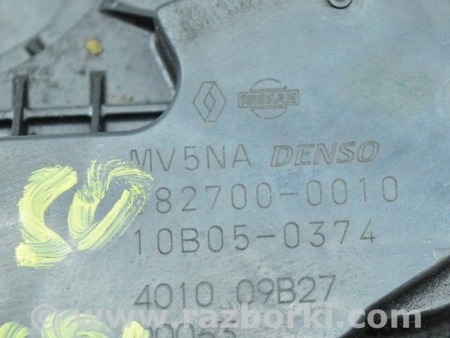 NISSAN
MV5NA DENSO
82700-0010
10B05-0374
4010 09B27
www.razborki.com